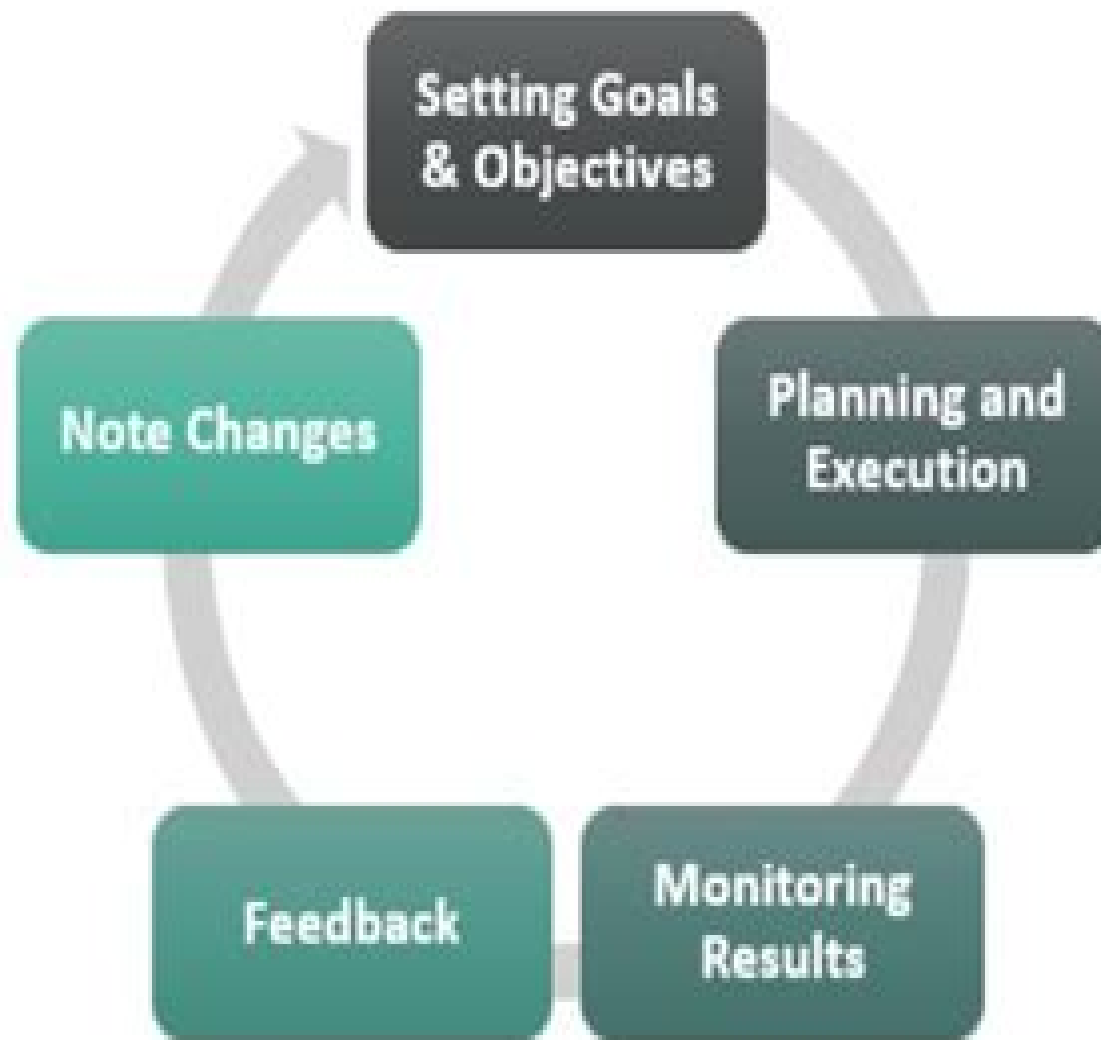 Setting Goals
& Objectives
Planning and
Execution
Monitoring
Results
Feedback
Note Changes